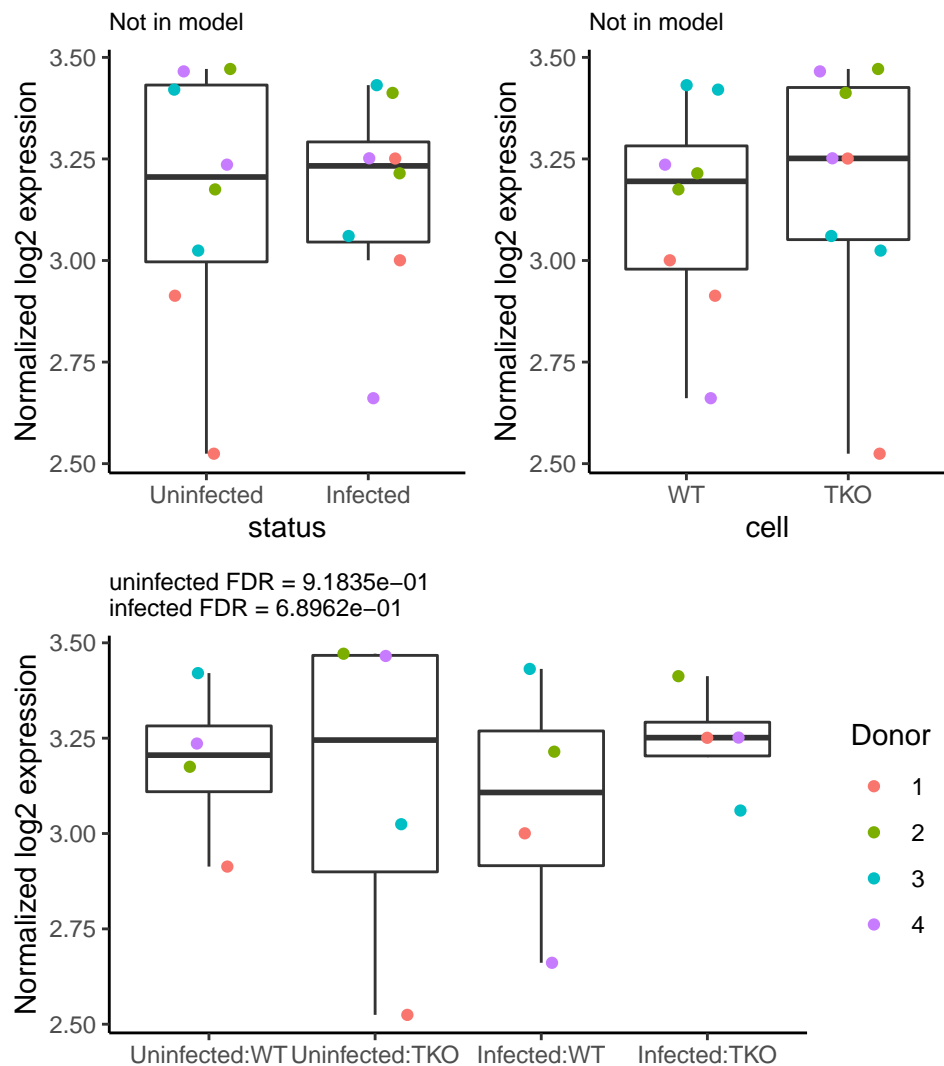 Not in model
Normalized log2 expression
3.50
3.25
3.00
2.75
2.50
Uninfected Infected
status
Not in model
Normalized log2 expression
3.50
3.25
3.00
2.75
2.50
WT TKO
cell
uninfected FDR = 9.1835e−01
infected FDR = 6.8962e−01
Normalized log2 expression
3.50
3.25
3.00
2.75
2.50
Uninfected:WT Uninfected:TKO Infected:WT Infected:TKO
Donor
1
2
3
4